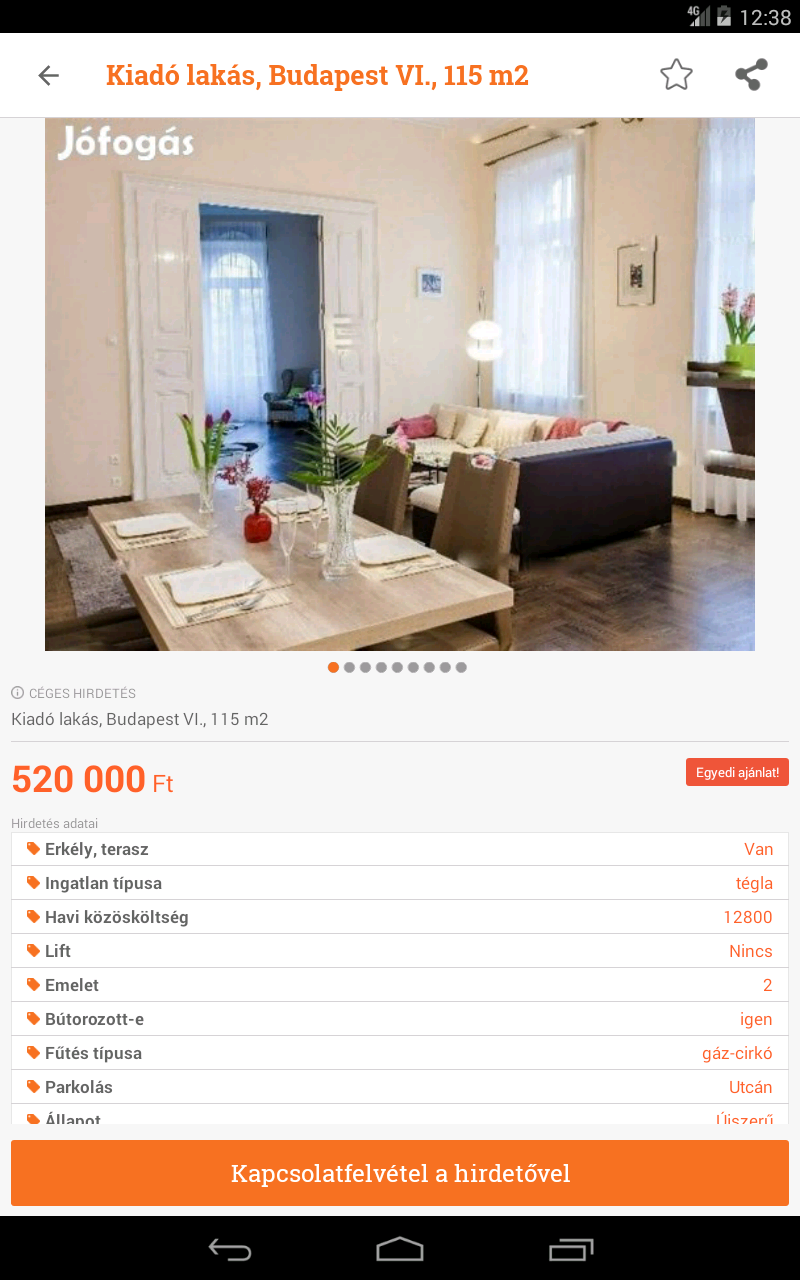 4G 12:38
Kiadó lakás, Budapest VI., 115 m2
Jófogás
CÉGES HIRDETÉS
Kiadó lakás, Budapest VI., 115 m2
520 000 Ft
Egyedi ajánlat!
Hirdetés adatai
Erkély, terasz Van
Ingatlan típusa tégla
Havi közösköltség 12800
Lift Nincs
Emelet 2
Bútorozott-e igen
Fűtés típusa gáz-cirkó
Parkolás Utcán
Állapot Újszerű
Kapcsolatfelvétel a hirdetővel